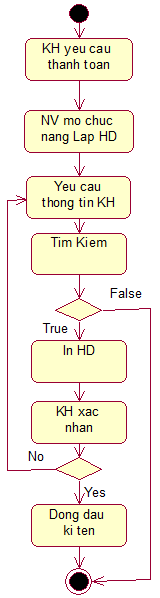 KH yeu cau
thanh toan
NV mo chuc
nang Lap HD
Yeu cau
thong tin KH
Tim Kiem
False
True
In HD
KH xac
nhan
No
Yes
Dong dau
ki ten